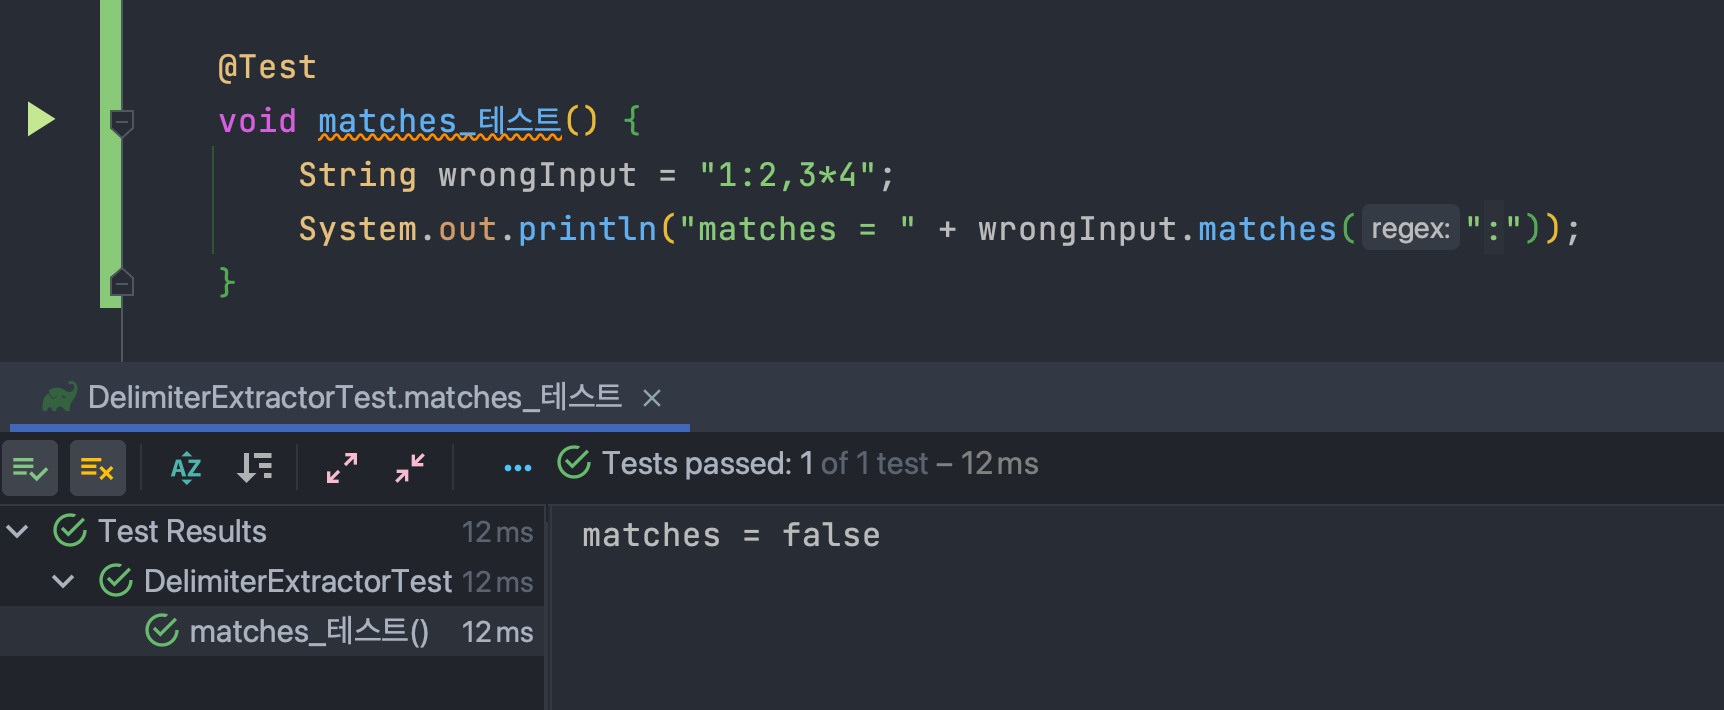 @Test
void matches_테스트() {
String wrongInput = "1:2,3*4";
System.out.println("matches = " + wrongInput.matches( regex: ":"));
}
DelimiterExtractorTest.matches_테스트 ×
AZ
Tests passed: 1 of 1 test – 12 ms
Test Results 12 ms
DelimiterExtractorTest 12 ms
matches_테스트() 12 ms
matches = false